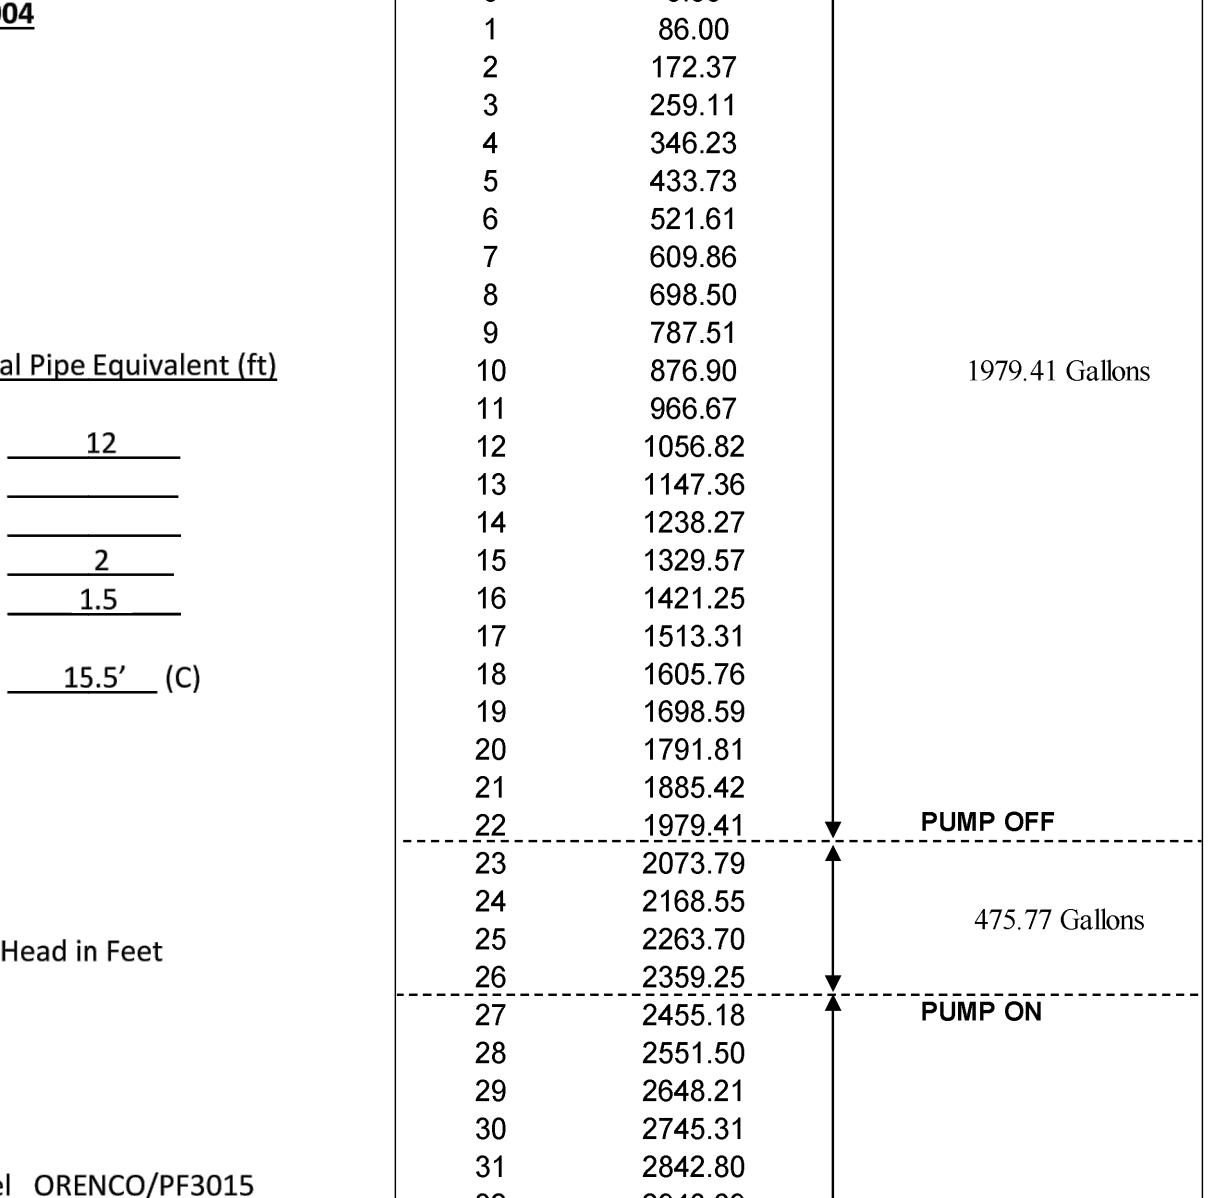 004
1 86.00
2 172.37
3 259.11
4 346.23
5 433.73
6 521.61
7 609.86
8 698.50
9 787.51
al Pipe Equivalent (ft) 10 876.90 1979.41 Gallons
11 966.67
12 12 1056.82
13 1147.36
14 1238.27
2 15 1329.57
1.5 16 1421.25
17 1513.31
15.5’ (C) 18 1605.76
19 1698.59
20 1791.81
21 1885.42
22 1979.41 PUMP OFF
23 2073.79
24 2168.55 475.77 Gallons
Head in Feet 25 2263.70
26 2359.25
27 2455.18 PUMP ON
28 2551.50
29 2648.21
30 2745.31
31 2842.80
el ORENCO/PF3015